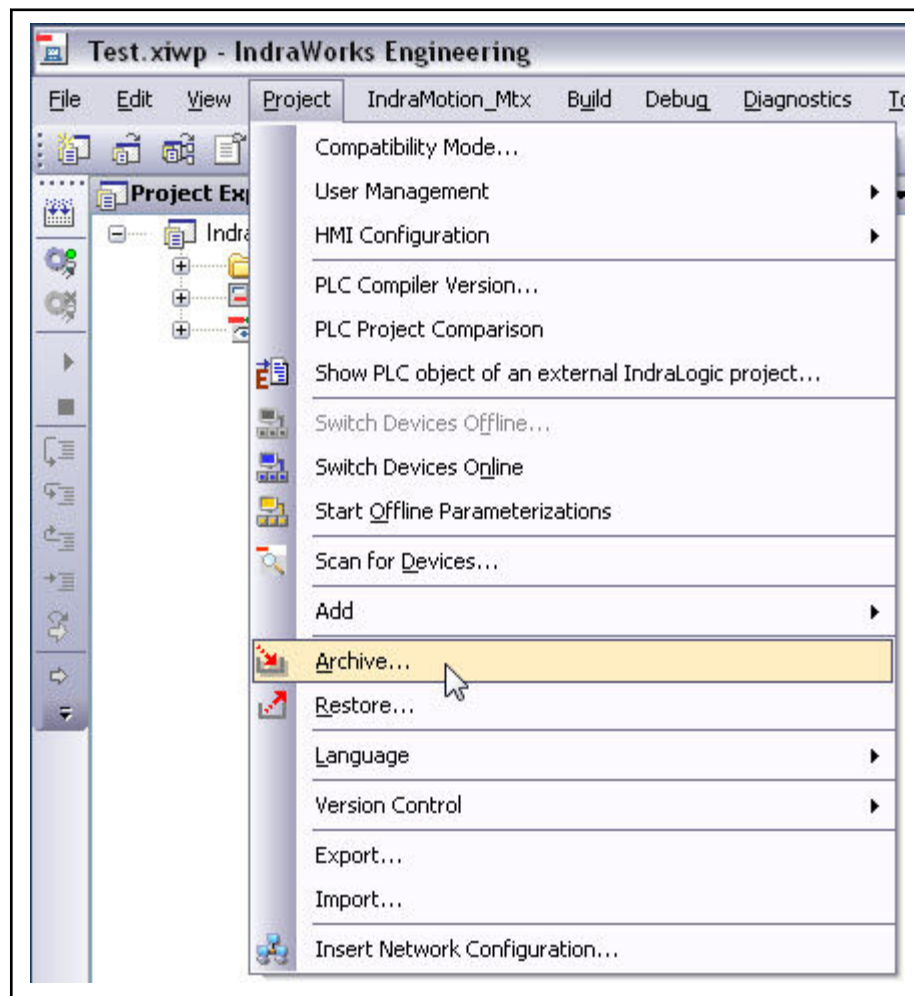 Test.xiwp - IndraWorks Engineering
File Edit View Project IndraMotion_Mtx Build Debug Diagnostics
Compatibility Mode...
Project
User Management
HMI Configuration
PLC Compiler Version...
PLC Project Comparison
Show PLC object of an external IndraLogic project...
Switch Devices Offline...
Switch Devices Online
Start Offline Parameterizations
Scan for Devices...
Add
Archive...
Restore...
Language
Version Control
Export...
Import...
Insert Network Configuration...